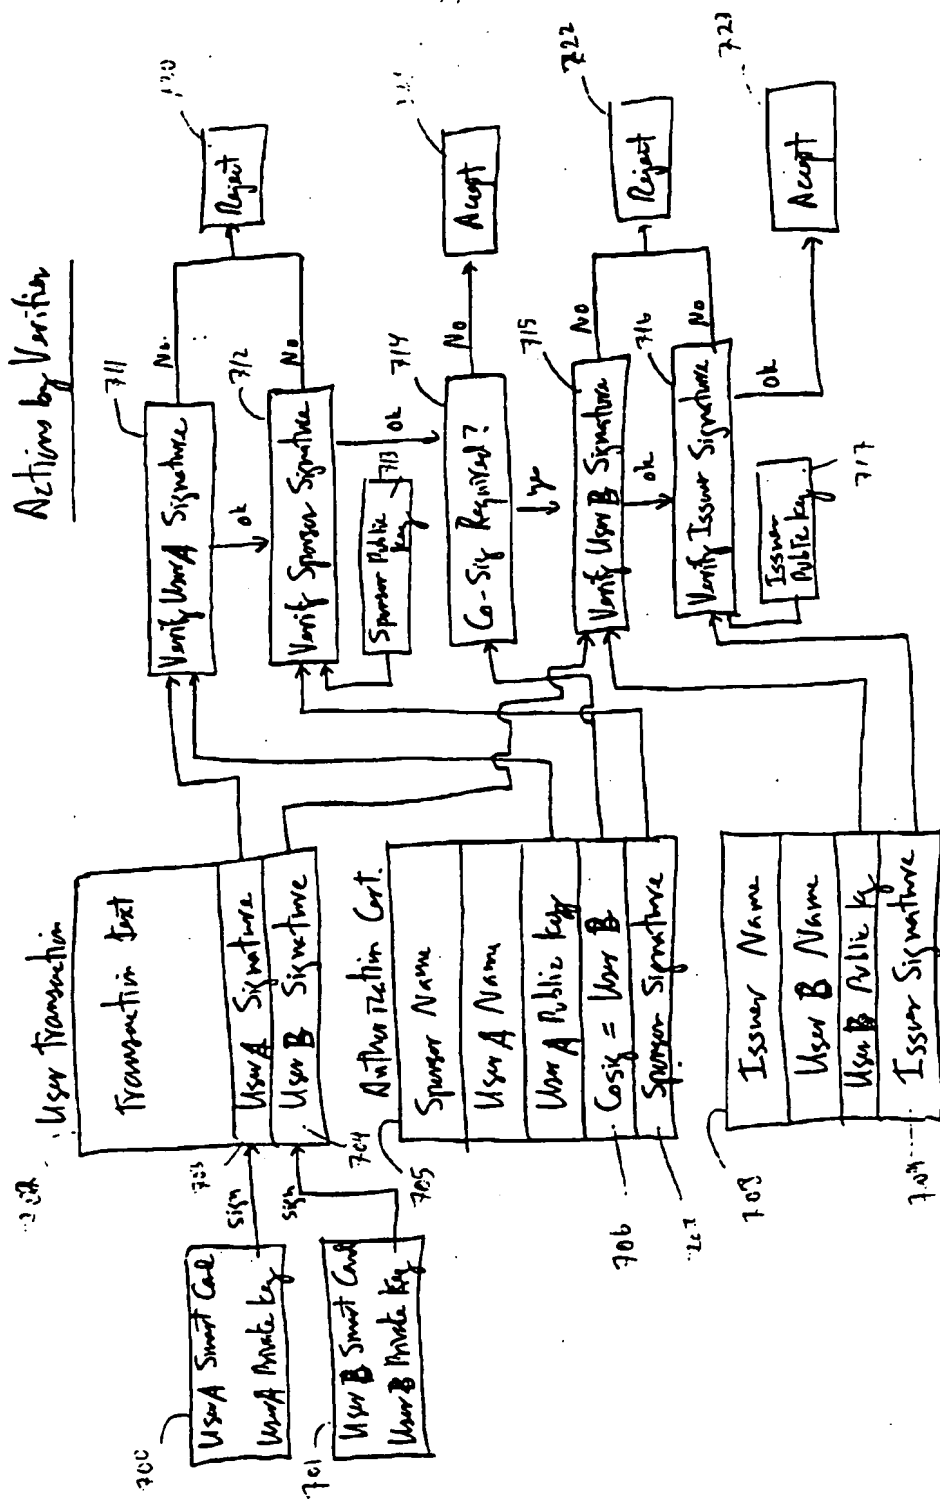 Actions by Verifier
User Transaction
Transaction text
User A Signature
User B Signature
703
704
700
User A Smart Card
User A Private Key
sign
701
User B Smart Card
User B Private Key
sign
Authorization Cert.
705
Sponsor Name
User A Name
User A Public Key
Cosig = User B
Sponsor Signature
706
708
Issuer Name
User B Name
User B Public Key
Issuer Signature
709
711
Verify User A Signature
No.
ok
712
Verify Sponsor Signature
No
ok
713
Sponsor Public
Key
714
Co-Sig Required?
No
yes
715
Verify User B Signature
No
ok
716
Verify Issuer Signature
No
ok
Issuer
Public Key
717
Reject
Accept
722
Reject
723
Accept